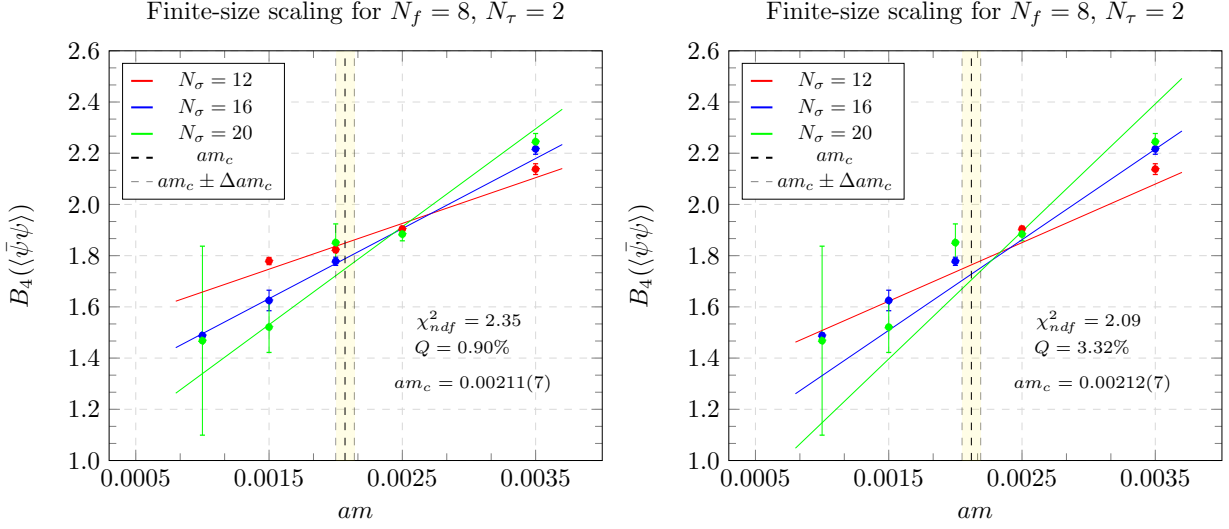 Finite-size scaling for N_f = 8, N_τ = 2
B_4(⟨ψ̄ψ⟩)
2.6
2.4
2.2
2.0
1.8
1.6
1.4
1.2
1.0
N_σ = 12
N_σ = 16
N_σ = 20
am_c
am_c ± Δam_c
χ²_{ndf} = 2.35
Q = 0.90%
am_c = 0.00211(7)
0.0005 0.0015 0.0025 0.0035
am
Finite-size scaling for N_f = 8, N_τ = 2
B_4(⟨ψ̄ψ⟩)
2.6
2.4
2.2
2.0
1.8
1.6
1.4
1.2
1.0
N_σ = 12
N_σ = 16
N_σ = 20
am_c
am_c ± Δam_c
χ²_{ndf} = 2.09
Q = 3.32%
am_c = 0.00212(7)
0.0005 0.0015 0.0025 0.0035
am